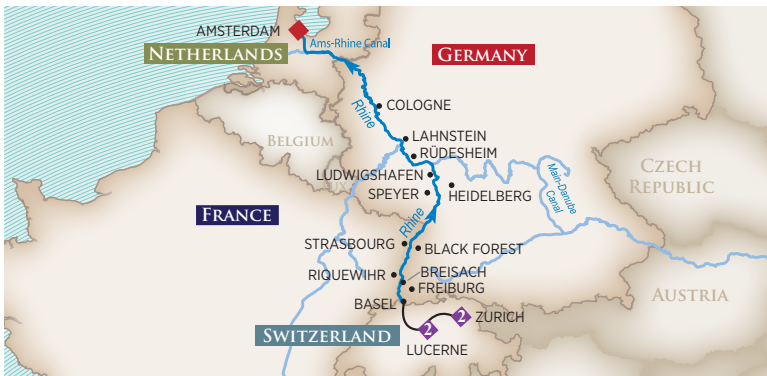 AMSTERDAM
Ams-Rhine Canal
NETHERLANDS
GERMANY
COLOGNE
Rhine
BELGIUM
LAHNSTEIN
RÜDESHEIM
LUDWIGSHAFEN
SPEYER
HEIDELBERG
Main-Danube
Canal
CZECH
REPUBLIC
FRANCE
Rhine
STRASBOURG
BLACK FOREST
RIQUEWIHR
BREISACH
FREIBURG
BASEL
AUSTRIA
2
ZURICH
2
SWITZERLAND
LUCERNE